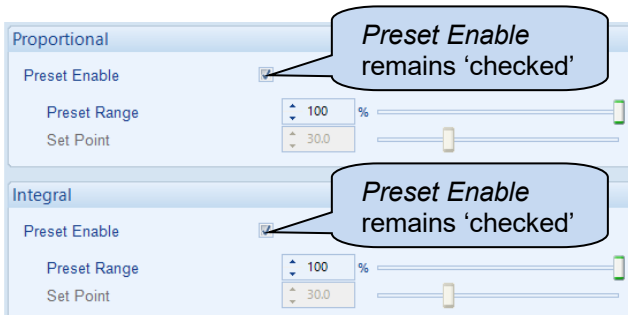 Proportional
Preset Enable
remains ‘checked’
Preset Enable
Preset Range 100 %
Set Point 30.0
Integral
Preset Enable
remains ‘checked’
Preset Enable
Preset Range 100 %
Set Point 30.0